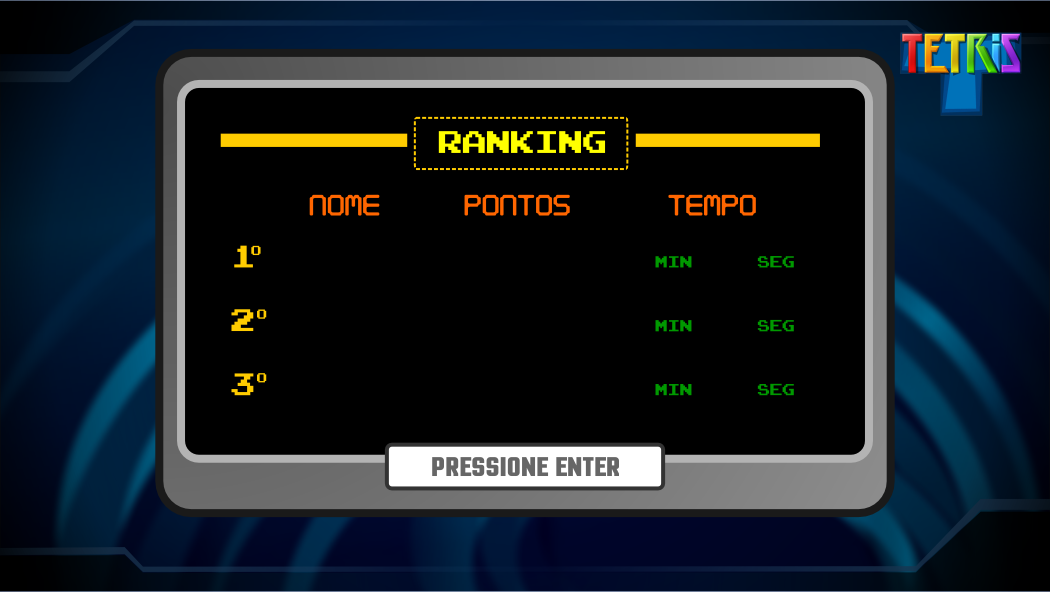 TETRiS
RANKING
NOME PONTOS TEMPO
1º MIN SEG
2º MIN SEG
3º MIN SEG
PRESSIONE ENTER